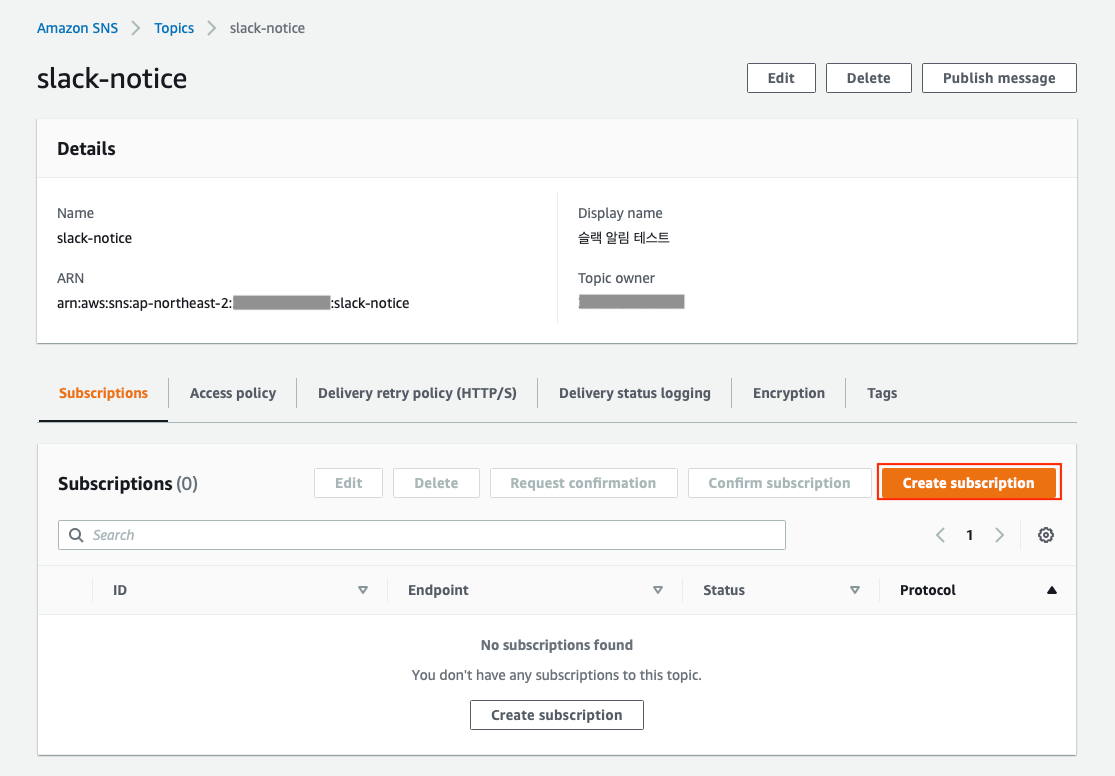 Amazon SNS > Topics > slack-notice
slack-notice
Edit Delete Publish message
Details
Name
slack-notice
ARN
arn:aws:sns:ap-northeast-2: :slack-notice
Display name
슬랙 알림 테스트
Topic owner
Subscriptions Access policy Delivery retry policy (HTTP/S) Delivery status logging Encryption Tags
Subscriptions (0) Edit Delete Request confirmation Confirm subscription Create subscription
Search 1
ID Endpoint Status Protocol
No subscriptions found
You don't have any subscriptions to this topic.
Create subscription